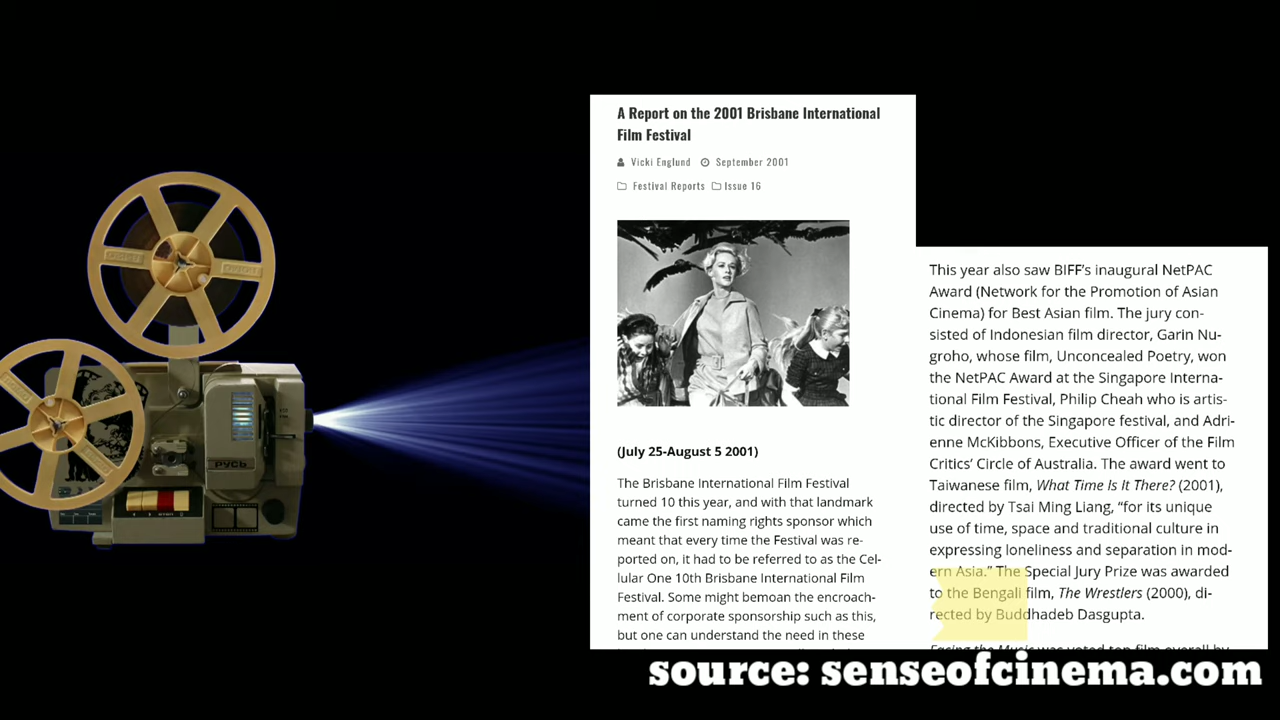 A Report on the 2001 Brisbane International
Film Festival
Vicki Englund September 2001
Festival Reports Issue 16
(July 25-August 5 2001)
The Brisbane International Film Festival
turned 10 this year, and with that landmark
came the first naming rights sponsor which
meant that every time the Festival was re-
ported on, it had to be referred to as the Cel-
lular One 10th Brisbane International Film
Festival. Some might bemoan the encroach-
ment of corporate sponsorship such as this,
but one can understand the need in these
This year also saw BIFF's inaugural NetPAC
Award (Network for the Promotion of Asian
Cinema) for Best Asian film. The jury con-
sisted of Indonesian film director, Garin Nu-
groho, whose film, Unconcealed Poetry, won
the NetPAC Award at the Singapore Interna-
tional Film Festival, Philip Cheah who is artis-
tic director of the Singapore festival, and Adri-
enne McKibbons, Executive Officer of the Film
Critics' Circle of Australia. The award went to
Taiwanese film, What Time Is It There? (2001),
directed by Tsai Ming Liang, "for its unique
use of time, space and traditional culture in
expressing loneliness and separation in mod-
ern Asia." The Special Jury Prize was awarded
to the Bengali film, The Wrestlers (2000), di-
rected by Buddhadeb Dasgupta.
Facing the Music was voted top film overall by
РУСЬ
source: senseofcinema.com